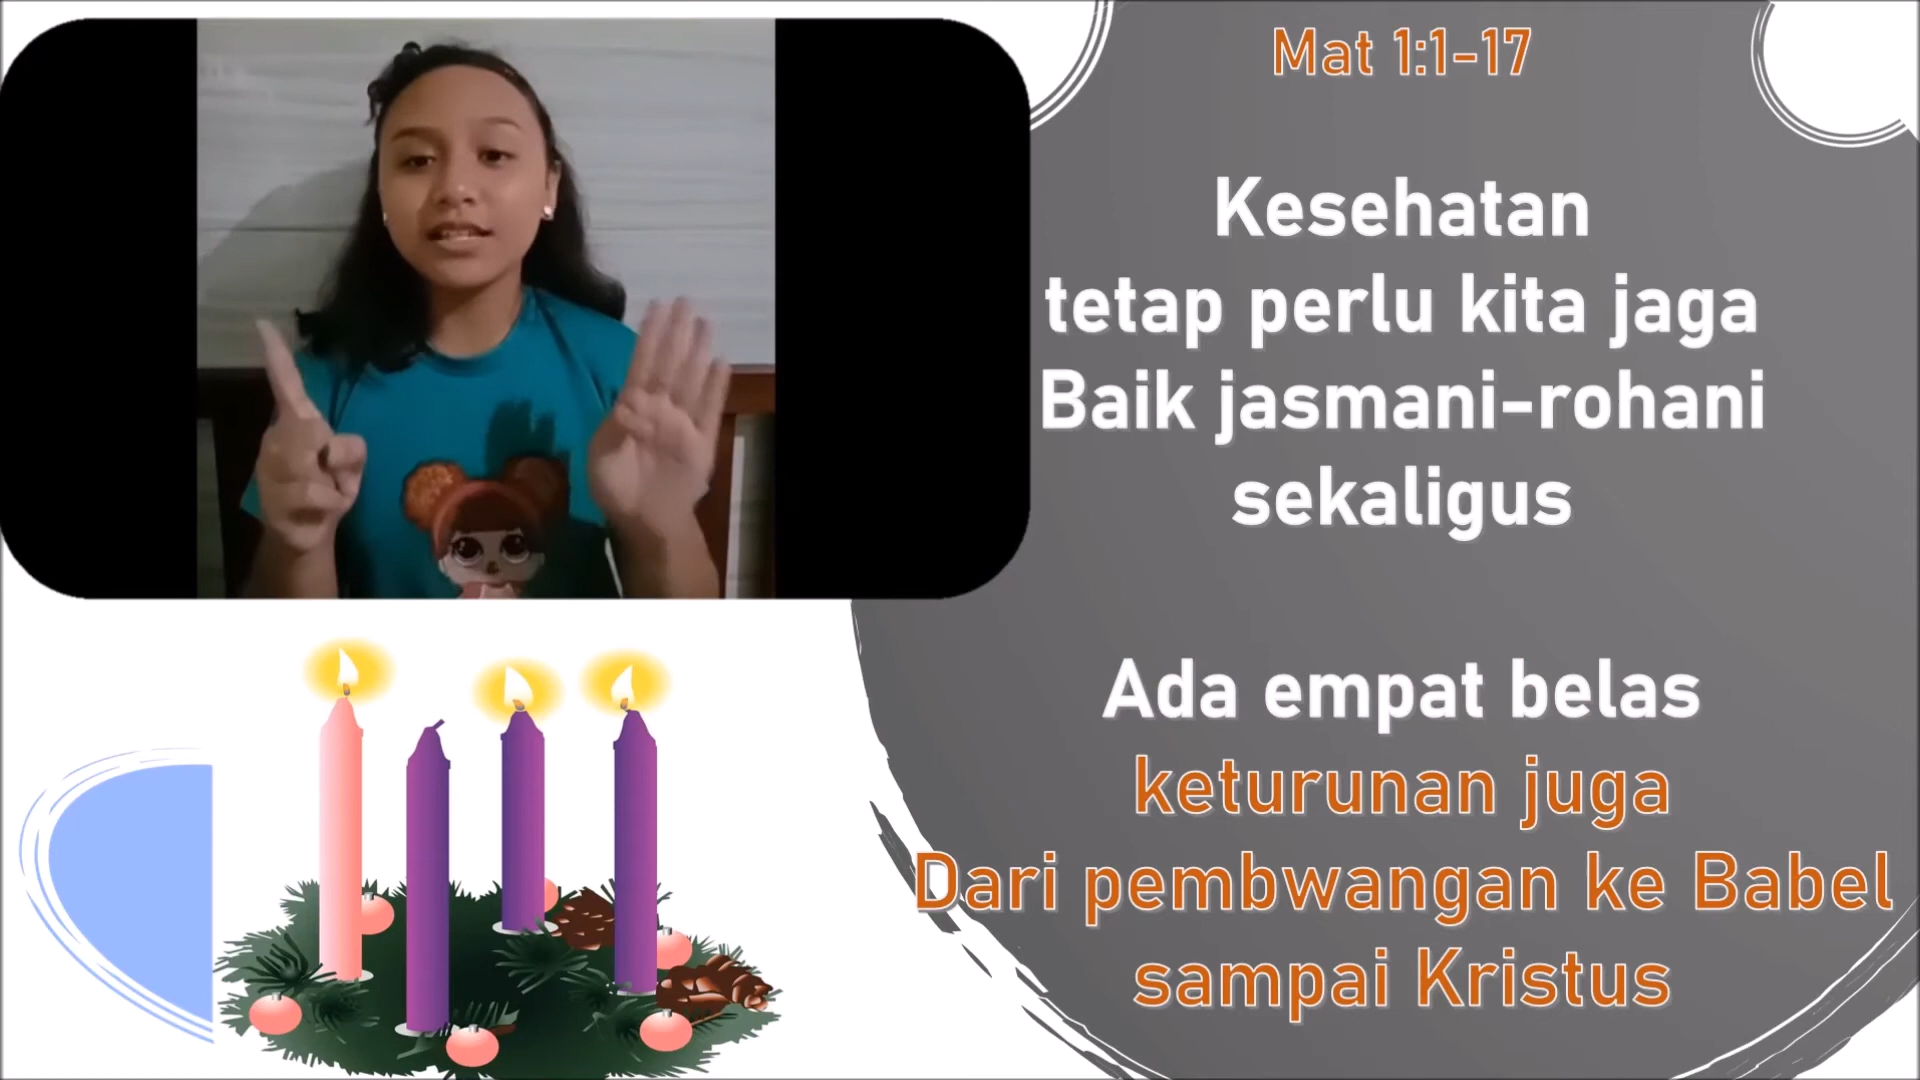 Mat 1:1-17
Kesehatan
tetap perlu kita jaga
Baik jasmani-rohani
sekaligus
Ada empat belas
keturunan juga
Dari pembwangan ke Babel
sampai Kristus